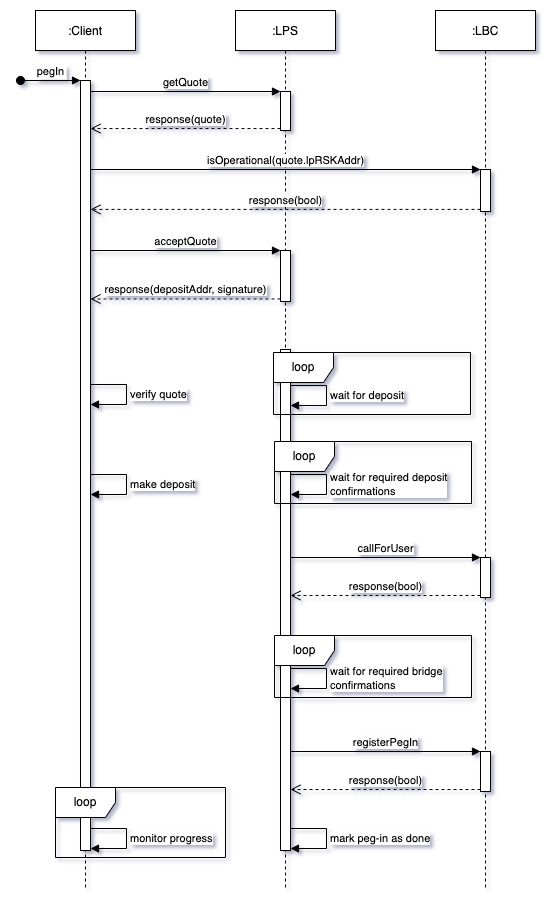 :Client
:LPS
:LBC
pegIn
getQuote
response(quote)
isOperational(quote.lpRSKAddr)
response(bool)
acceptQuote
response(depositAddr, signature)
loop
verify quote
wait for deposit
loop
make deposit
wait for required deposit
confirmations
callForUser
response(bool)
loop
wait for required bridge
confirmations
registerPegIn
response(bool)
loop
monitor progress
mark peg-in as done